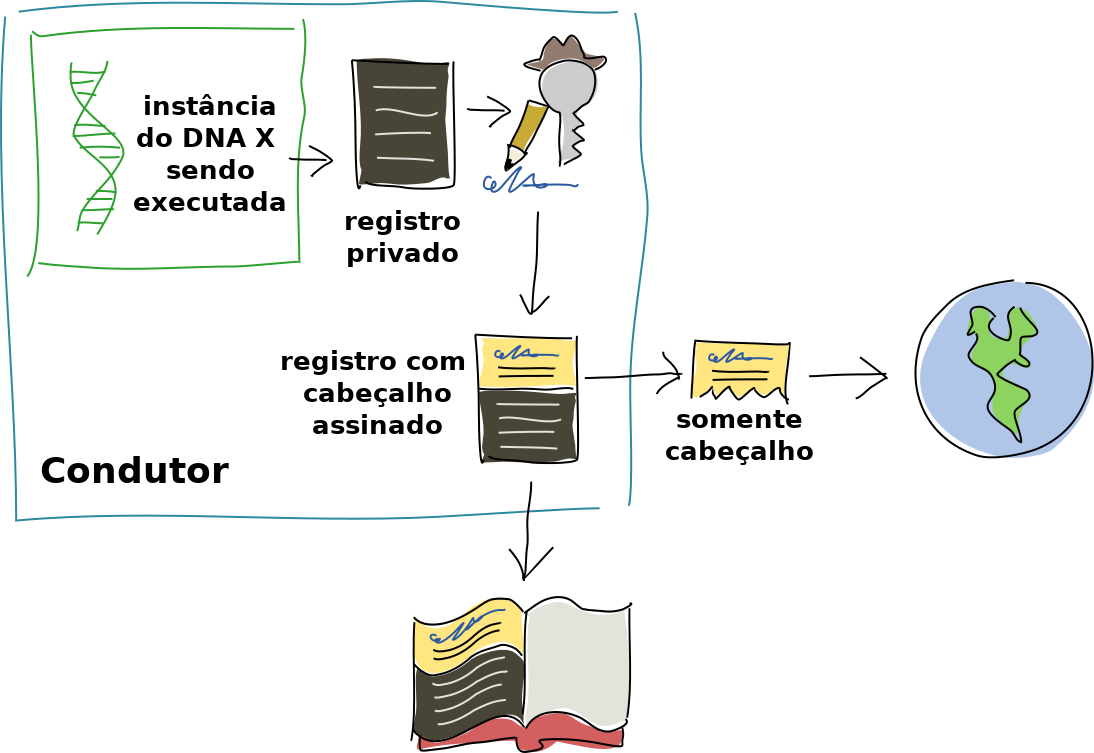 instância
do DNA X
sendo
executada
registro
privado
registro com
cabeçalho
assinado
somente
cabeçalho
Condutor